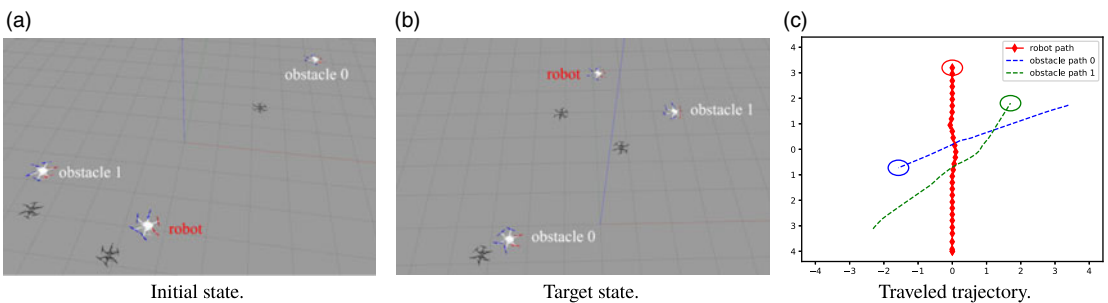 (a)
(b)
(c)
obstacle 0
obstacle 1
robot
Initial state.
robot
obstacle 1
obstacle 0
Target state.
robot path
obstacle path 0
obstacle path 1
4
3
2
1
0
1
2
3
4
−4 −3 −2 −1 0 1 2 3 4
Traveled trajectory.